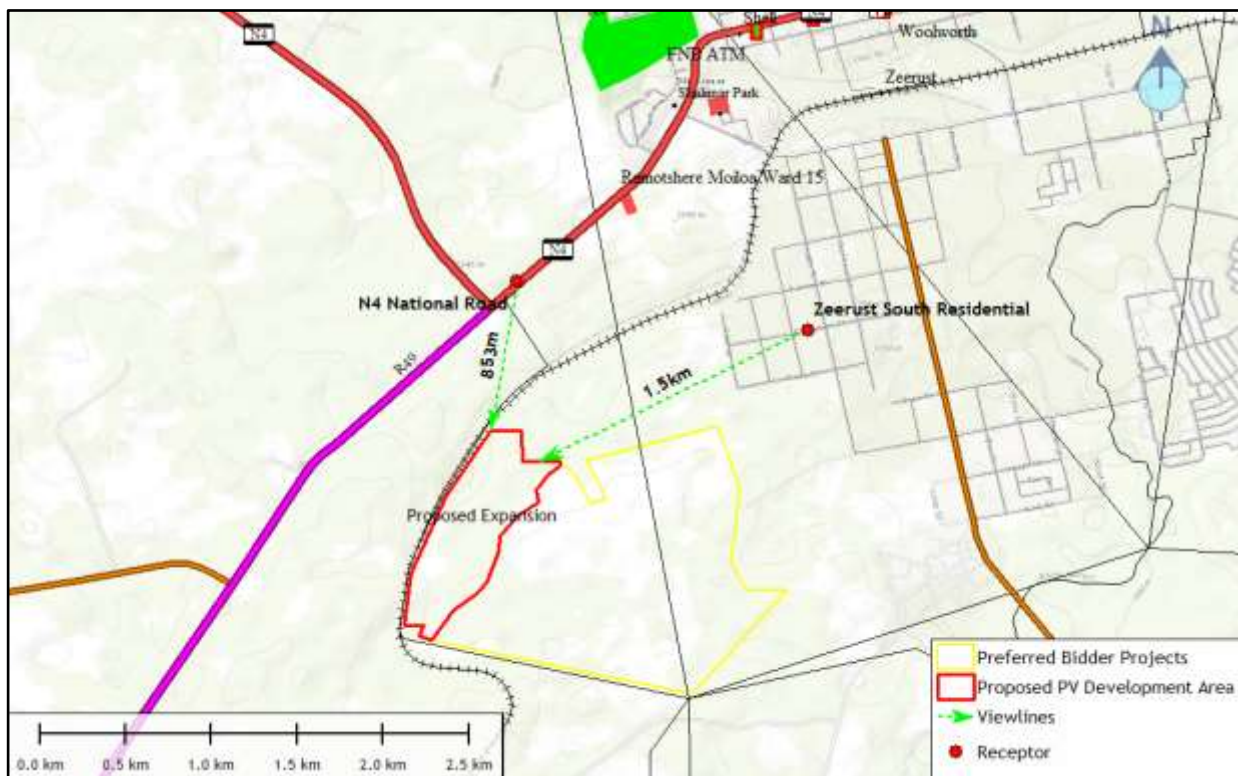 N4
Shell
N4
Woolworth
N
FNB ATM
Zeerust
Shalimar Park
Ramotshere Moiloa Ward 15
N4
N4 National Road
Zeerust South Residential
853m
R49
1.5km
Proposed Expansion
Preferred Bidder Projects
Proposed PV Development Area
Viewlines
Receptor
0.0 km 0.5 km 1.0 km 1.5 km 2.0 km 2.5 km